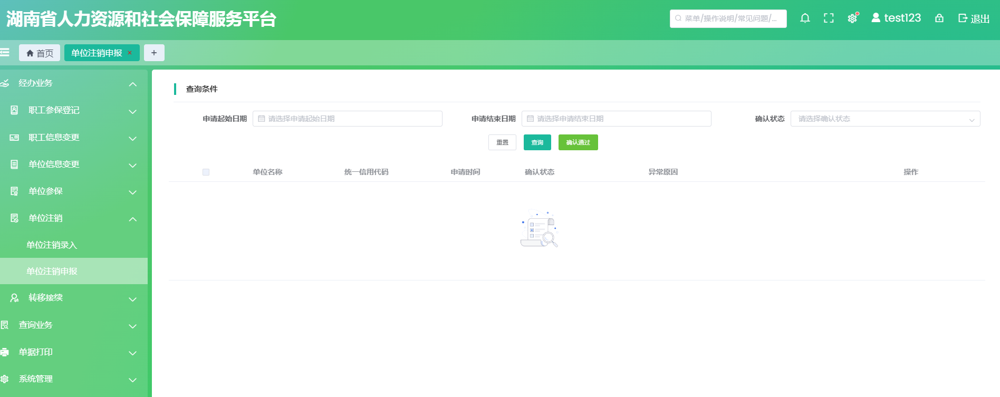 湖南省人力资源和社会保障服务平台
菜单/操作说明/常见问题/...
test123
退出
首页
单位注销申报 ×
+
经办业务
职工参保登记
职工信息变更
单位信息变更
单位参保
单位注销
单位注销录入
单位注销申报
转移接续
查询业务
单据打印
系统管理
查询条件
申请起始日期 请选择申请起始日期 申请结束日期 请选择申请结束日期 确认状态 请选择确认状态
重置 查询 确认通过
单位名称 统一信用代码 申请时间 确认状态 异常原因 操作